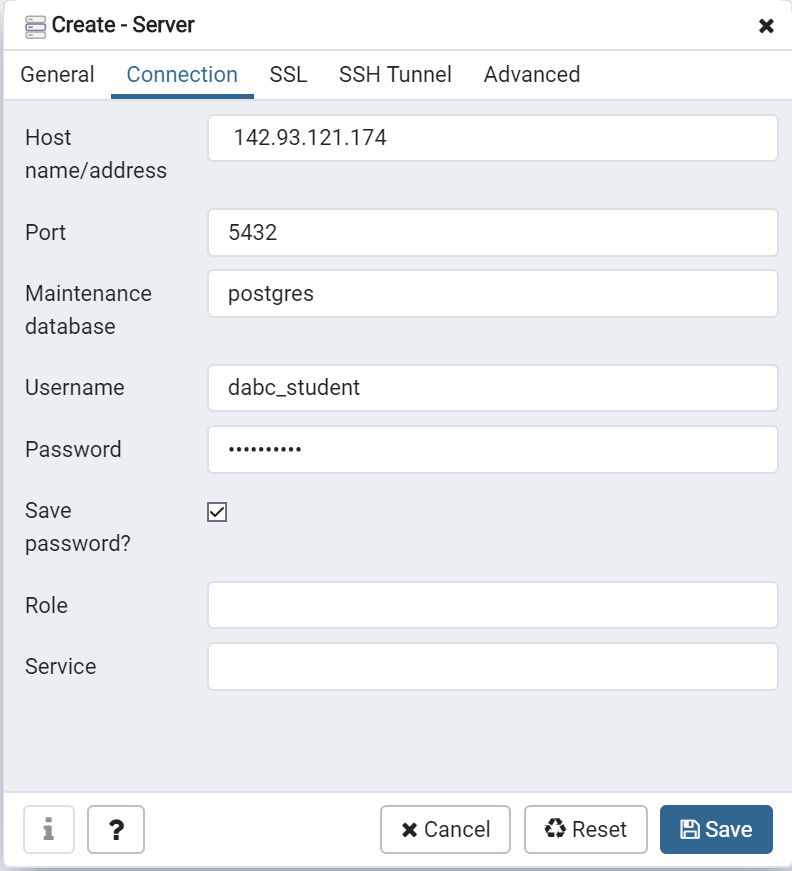 Create - Server
General Connection SSL SSH Tunnel Advanced
Host name/address
142.93.121.174
Port
5432
Maintenance database
postgres
Username
dabc_student
Password
••••••••••
Save password?
Role
Service
Cancel
Reset
Save